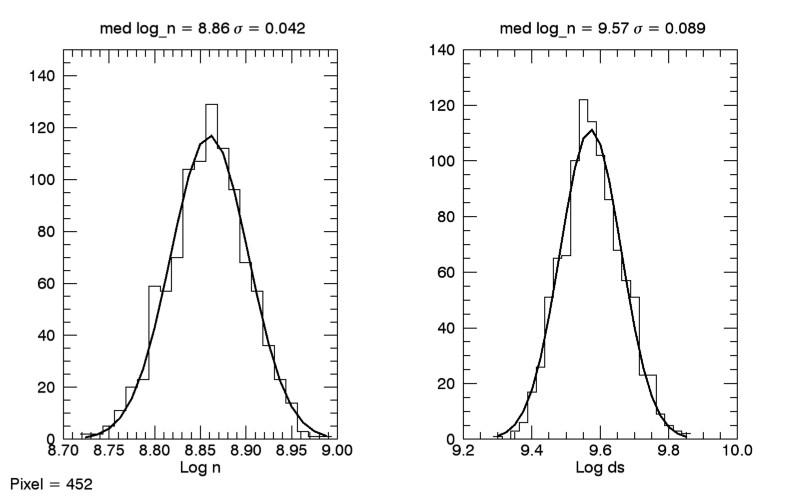 med log_n = 8.86 σ = 0.042
med log_n = 9.57 σ = 0.089
140
120
100
80
60
40
20
0
8.70 8.75 8.80 8.85 8.90 8.95 9.00
Log n
140
120
100
80
60
40
20
0
9.2 9.4 9.6 9.8 10.0
Log ds
Pixel = 452